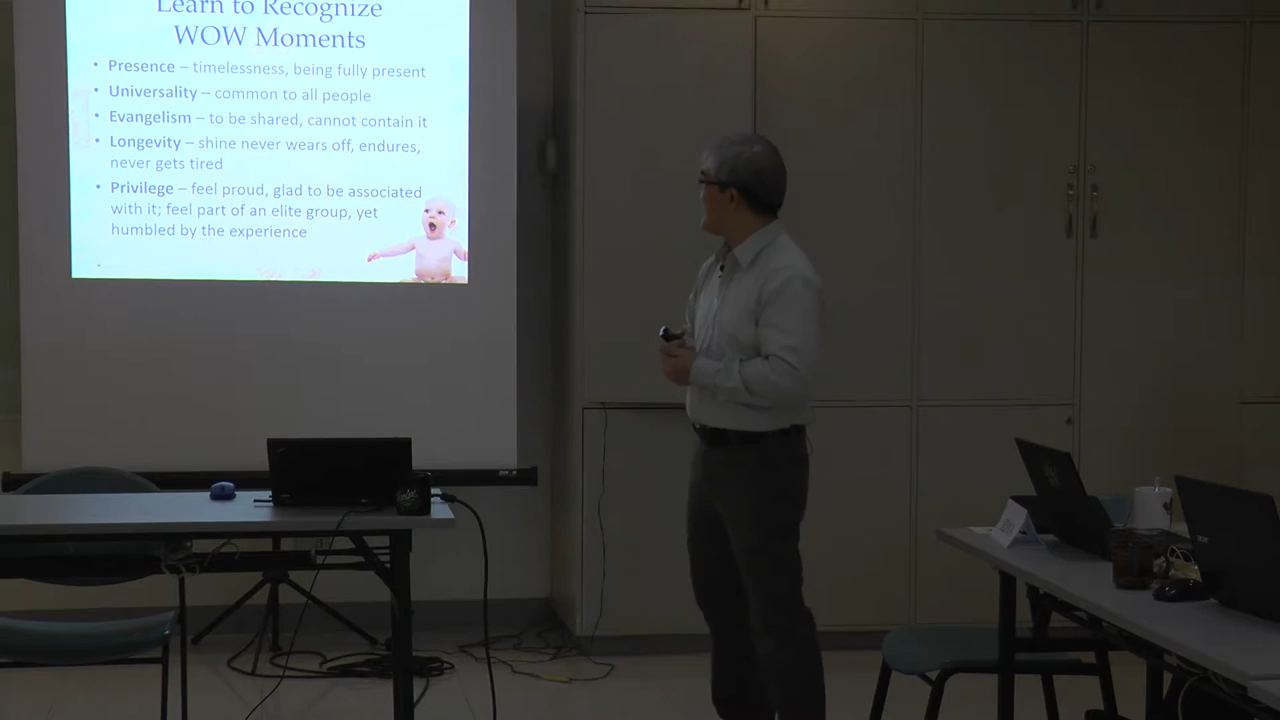 Learn to Recognize
WOW Moments
• Presence – timelessness, being fully present
• Universality – common to all people
• Evangelism – to be shared, cannot contain it
• Longevity – shine never wears off, endures,
never gets tired
• Privilege – feel proud, glad to be associated
with it; feel part of an elite group, yet
humbled by the experience
acer